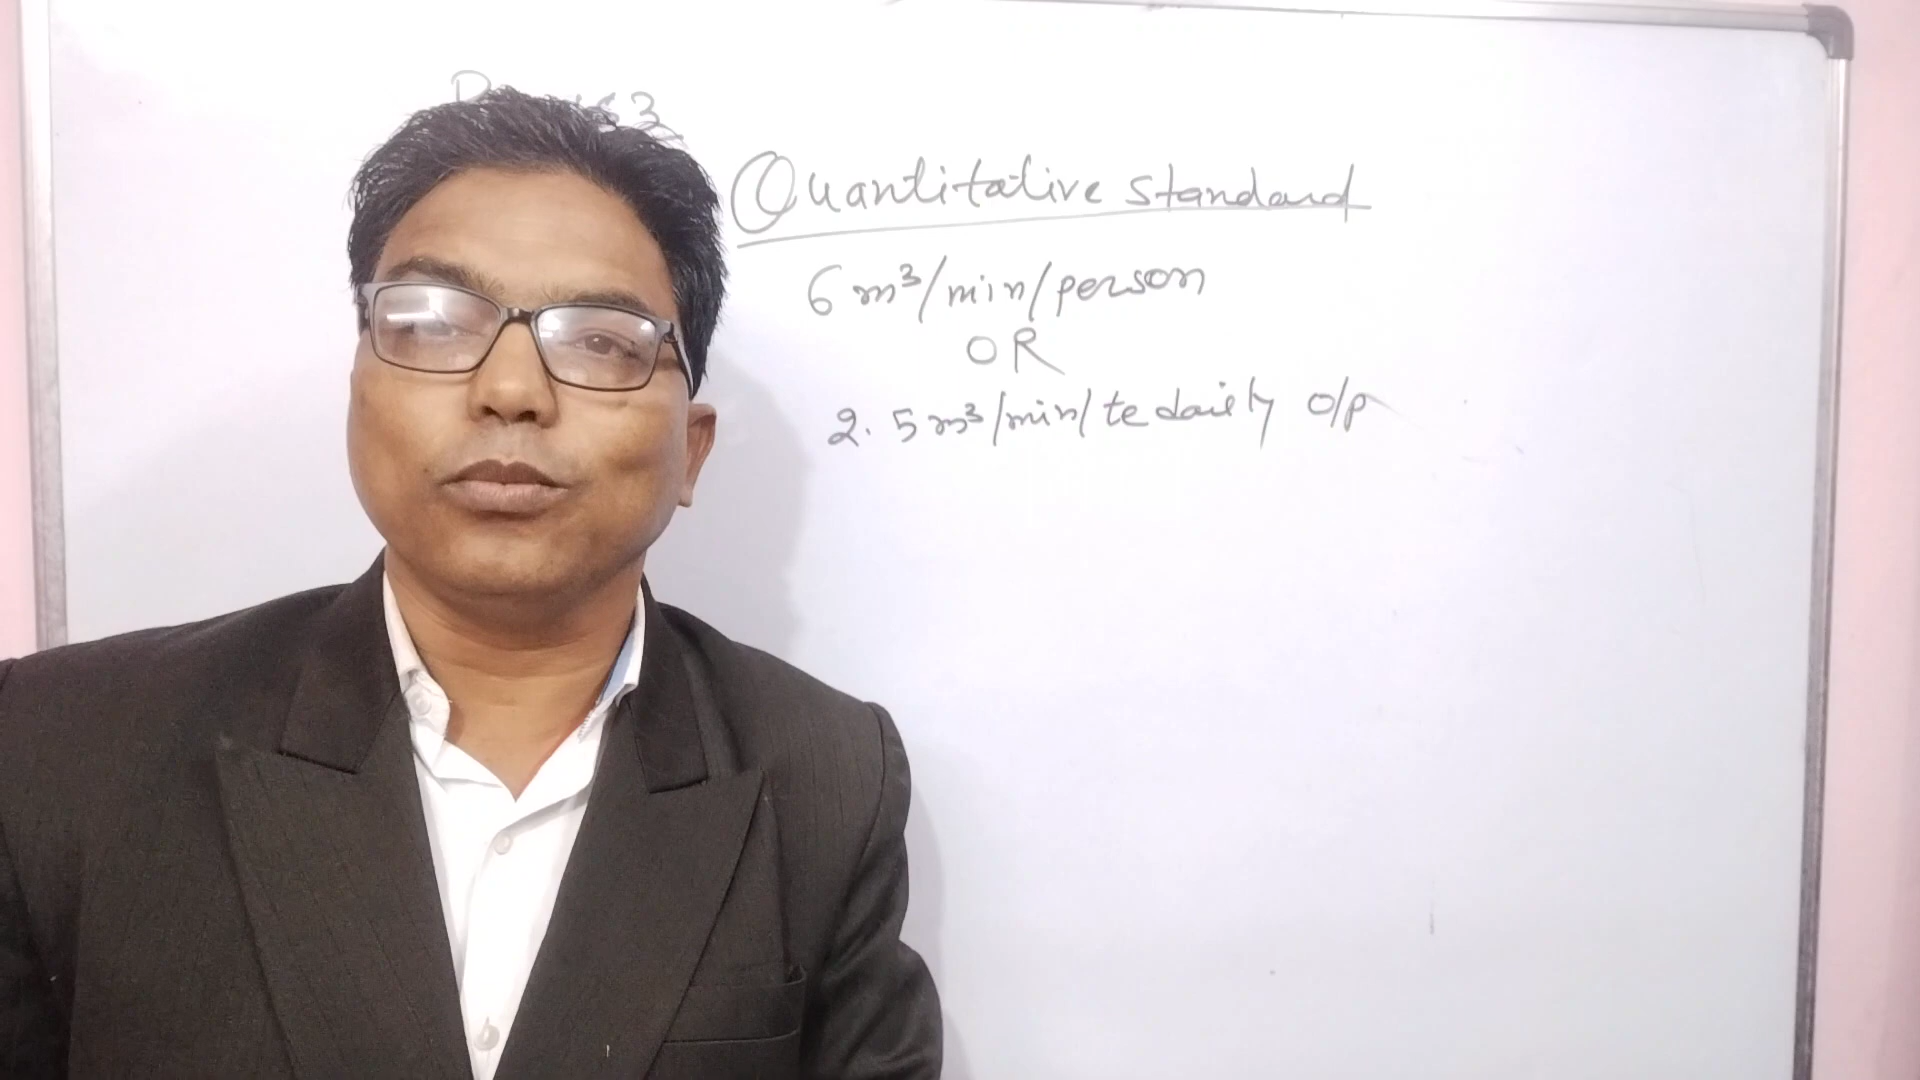 Quantitative standard
6 m³/min/person
OR
2.5 m³/min/te daily o/p